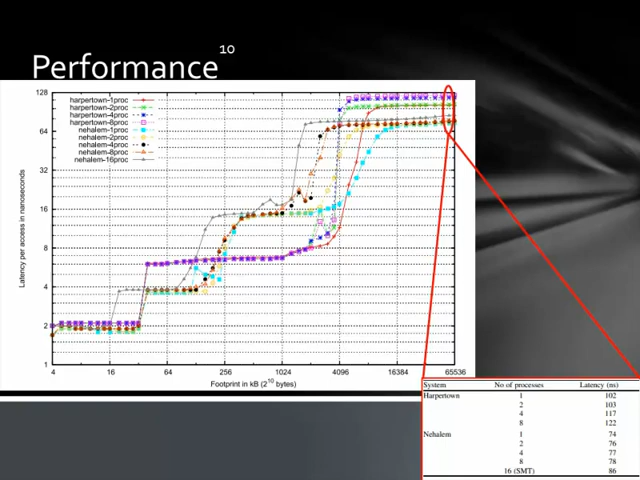 Performance10
128
64
32
16
8
4
2
1
Latency per access in nanoseconds
harpertown-1proc
harpertown-2proc
harpertown-4proc
harpertown-8proc
nehalem-1proc
nehalem-2proc
nehalem-4proc
nehalem-8proc
nehalem-16proc
4 16 64 256 1024 4096 16384 65536
Footprint in kB (2^10 bytes)
System No of processes Latency (ns)
Harpertown 1 102
2 103
4 117
8 122
Nehalem 1 74
2 76
4 77
8 78
16 (SMT) 86